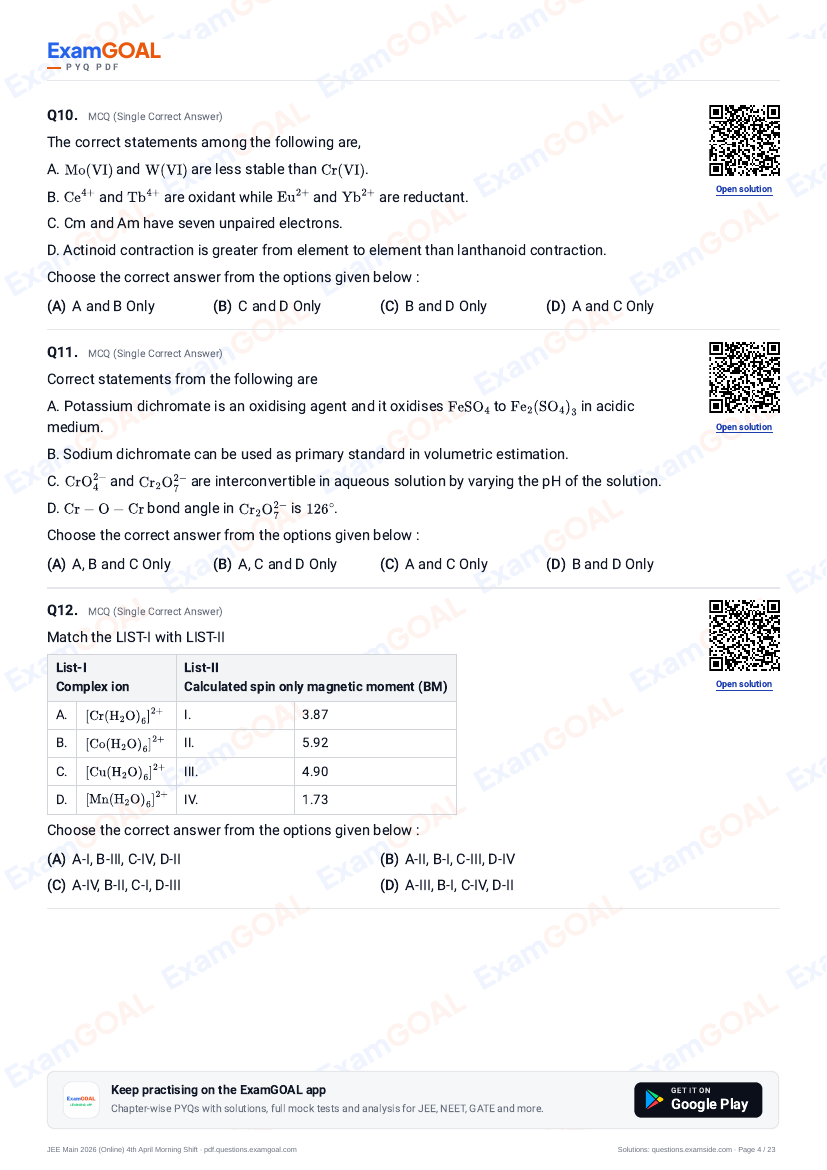 ExamGOAL
PYQ PDF
Q10. MCQ (Single Correct Answer)
The correct statements among the following are,
A. Mo(VI) and W(VI) are less stable than Cr(VI).
B. Ce⁴⁺ and Tb⁴⁺ are oxidant while Eu²⁺ and Yb²⁺ are reductant.
C. Cm and Am have seven unpaired electrons.
D. Actinoid contraction is greater from element to element than lanthanoid contraction.
Choose the correct answer from the options given below :
(A) A and B Only (B) C and D Only (C) B and D Only (D) A and C Only
Open solution
Q11. MCQ (Single Correct Answer)
Correct statements from the following are
A. Potassium dichromate is an oxidising agent and it oxidises FeSO₄ to Fe₂(SO₄)₃ in acidic
medium.
B. Sodium dichromate can be used as primary standard in volumetric estimation.
C. CrO₄²⁻ and Cr₂O₇²⁻ are interconvertible in aqueous solution by varying the pH of the solution.
D. Cr − O − Cr bond angle in Cr₂O₇²⁻ is 126°.
Choose the correct answer from the options given below :
(A) A, B and C Only (B) A, C and D Only (C) A and C Only (D) B and D Only
Open solution
Q12. MCQ (Single Correct Answer)
Match the LIST-I with LIST-II
List-I List-II
Complex ion Calculated spin only magnetic moment (BM)
A. [Cr(H₂O)₆]²⁺ I. 3.87
B. [Co(H₂O)₆]²⁺ II. 5.92
C. [Cu(H₂O)₆]²⁺ III. 4.90
D. [Mn(H₂O)₆]²⁺ IV. 1.73
Choose the correct answer from the options given below :
(A) A-I, B-III, C-IV, D-II (B) A-II, B-I, C-III, D-IV
(C) A-IV, B-II, C-I, D-III (D) A-III, B-I, C-IV, D-II
Open solution
ExamGOAL
Keep practising on the ExamGOAL app
Chapter-wise PYQs with solutions, full mock tests and analysis for JEE, NEET, GATE and more.
GET IT ON
Google Play
JEE Main 2026 (Online) 4th April Morning Shift · pdf.questions.examgoal.com Solutions: questions.examside.com · Page 4 / 23